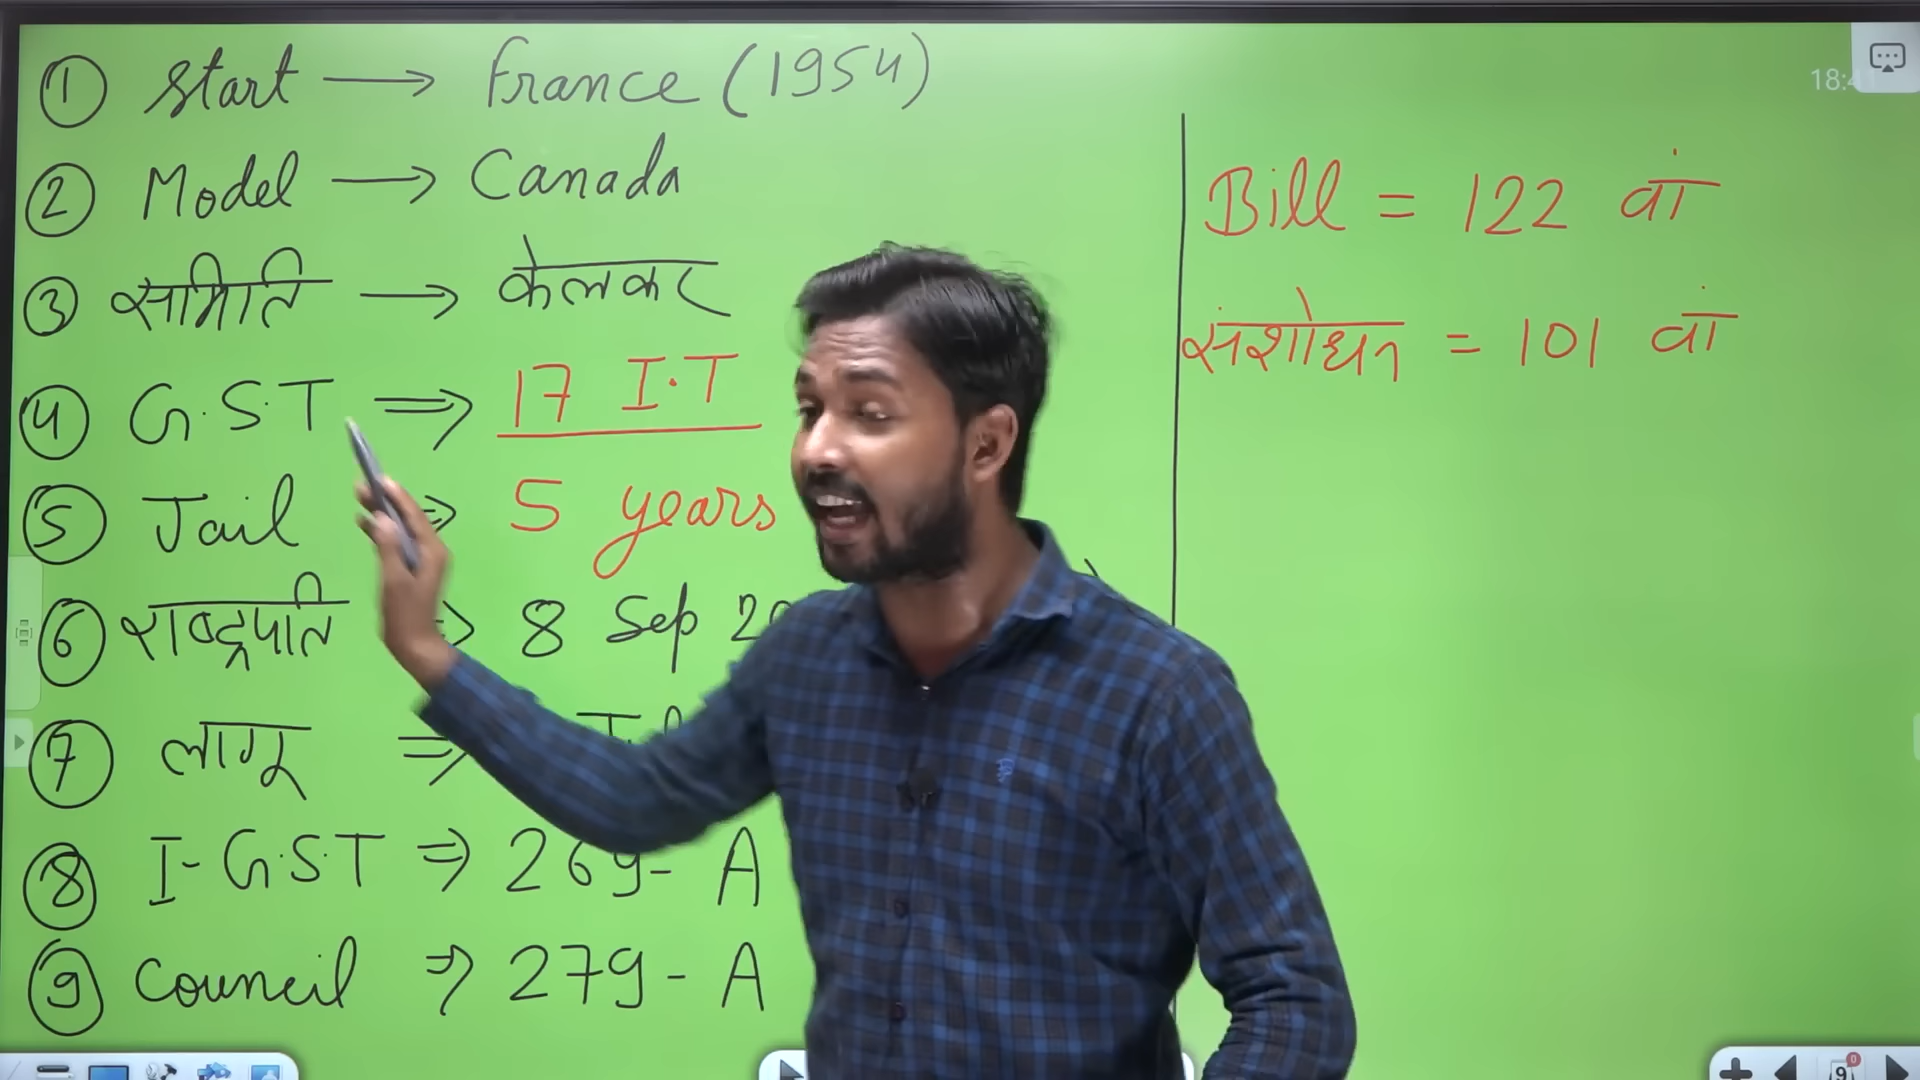 ① Start → France (1954)
② Model → Canada
③ समिति → केलकर
④ G.S.T ⇒ 17 I.T
⑤ Jail ⇒ 5 years
⑥ राष्ट्रपति ⇒ 8 Sep
⑦ लागू ⇒
⑧ I-G.S.T ⇒ 269- A
⑨ Council ⇒ 279- A
Bill = 122 वां
संशोधन = 101 वां